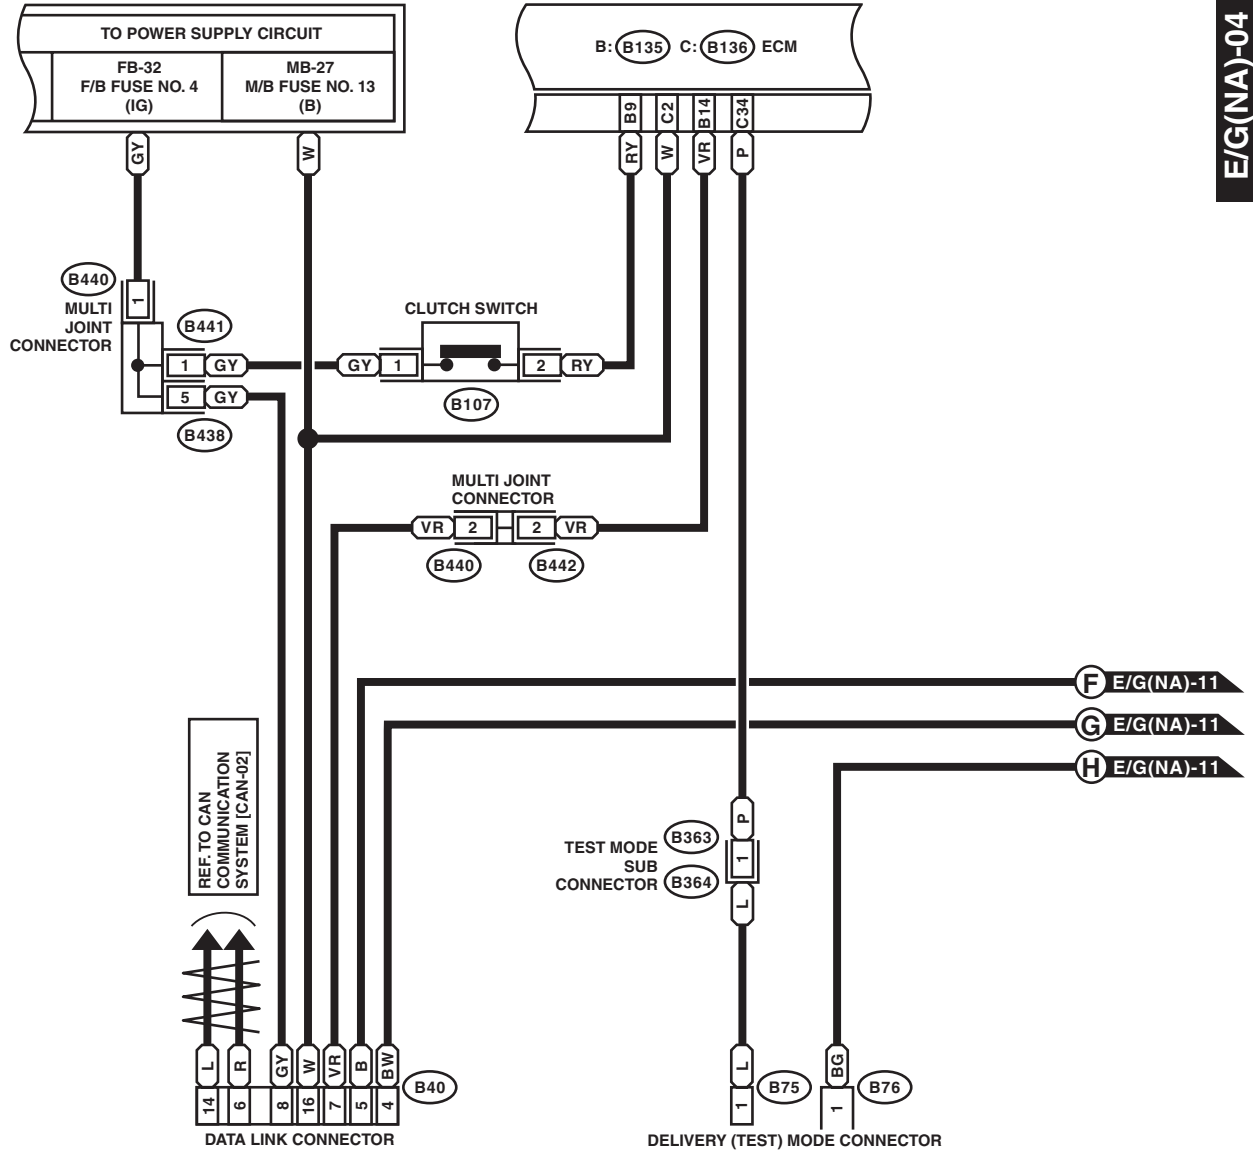 E/G(NA)-04
TO POWER SUPPLY CIRCUIT
FB-32
F/B FUSE NO. 4
(IG)
MB-27
M/B FUSE NO. 13
(B)
B: B135 C: B136 ECM
B9
C2
B14
C34
GY
W
RY
W
VR
P
B440
MULTI
JOINT
CONNECTOR
1
B441
1 GY
5 GY
B438
CLUTCH SWITCH
GY 1
2 RY
B107
MULTI JOINT
CONNECTOR
VR 2
2 VR
B440
B442
F E/G(NA)-11
G E/G(NA)-11
H E/G(NA)-11
REF. TO CAN
COMMUNICATION
SYSTEM [CAN-02]
P
B363
TEST MODE
SUB
CONNECTOR
1
B364
L
L
R
GY
W
VR
B
BW
B40
14
6
8
16
7
5
4
DATA LINK CONNECTOR
L
B75
1
BG
B76
1
DELIVERY (TEST) MODE CONNECTOR